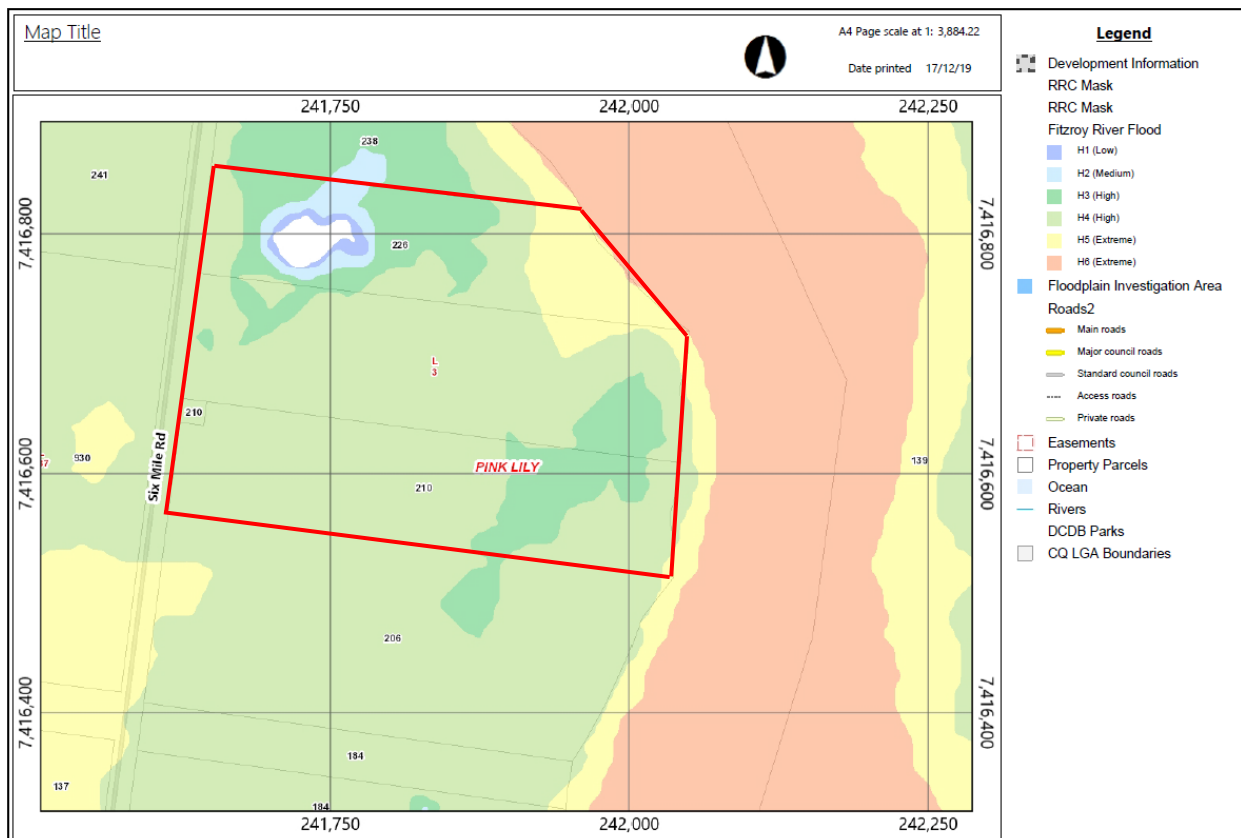 Map Title
A4 Page scale at 1: 3,884.22
Date printed 17/12/19
241,750 242,000 242,250
238
241
7,416,800 7,416,800
226
L
3
210
Six Mile Rd
7,416,600 7,416,600
930
PINK LILY
139
210
206
7,416,400 7,416,400
184
137
184
241,750 242,000 242,250
Legend
Development Information
RRC Mask
RRC Mask
Fitzroy River Flood
H1 (Low)
H2 (Medium)
H3 (High)
H4 (High)
H5 (Extreme)
H6 (Extreme)
Floodplain Investigation Area
Roads2
Main roads
Major council roads
Standard council roads
Access roads
Private roads
Easements
Property Parcels
Ocean
Rivers
DCDB Parks
CQ LGA Boundaries